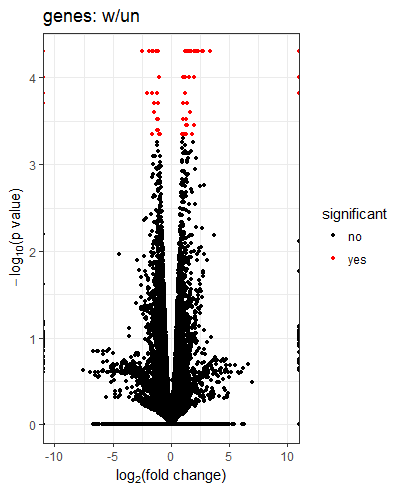 genes: w/un
4
3
2
1
0
−log10(p value)
-10 -5 0 5 10
log2(fold change)
significant
no
yes